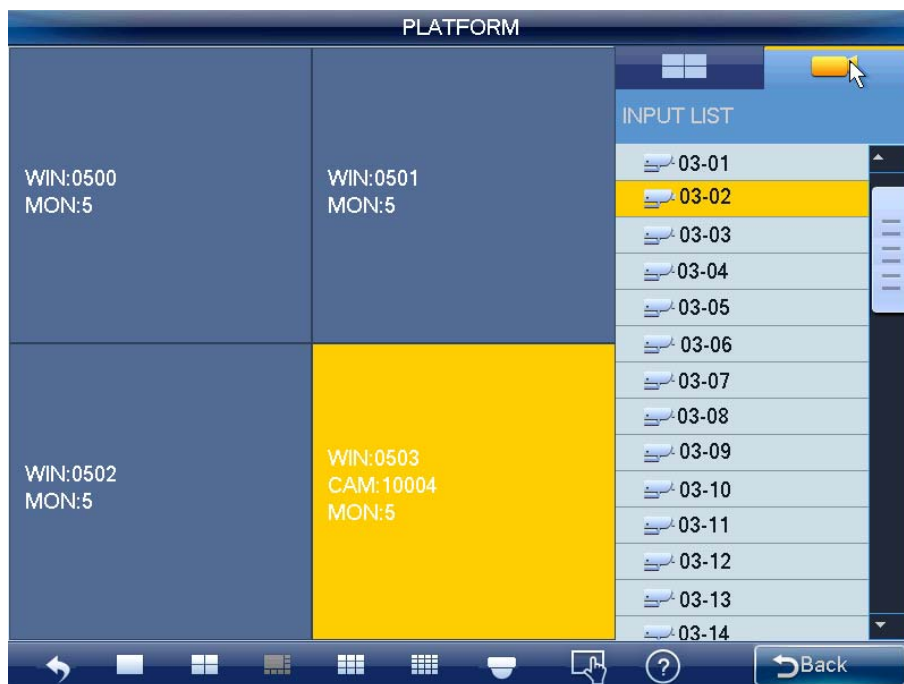 PLATFORM
WIN:0500
MON:5
WIN:0501
MON:5
WIN:0502
MON:5
WIN:0503
CAM:10004
MON:5
INPUT LIST
03-01
03-02
03-03
03-04
03-05
03-06
03-07
03-08
03-09
03-10
03-11
03-12
03-13
03-14
?
Back